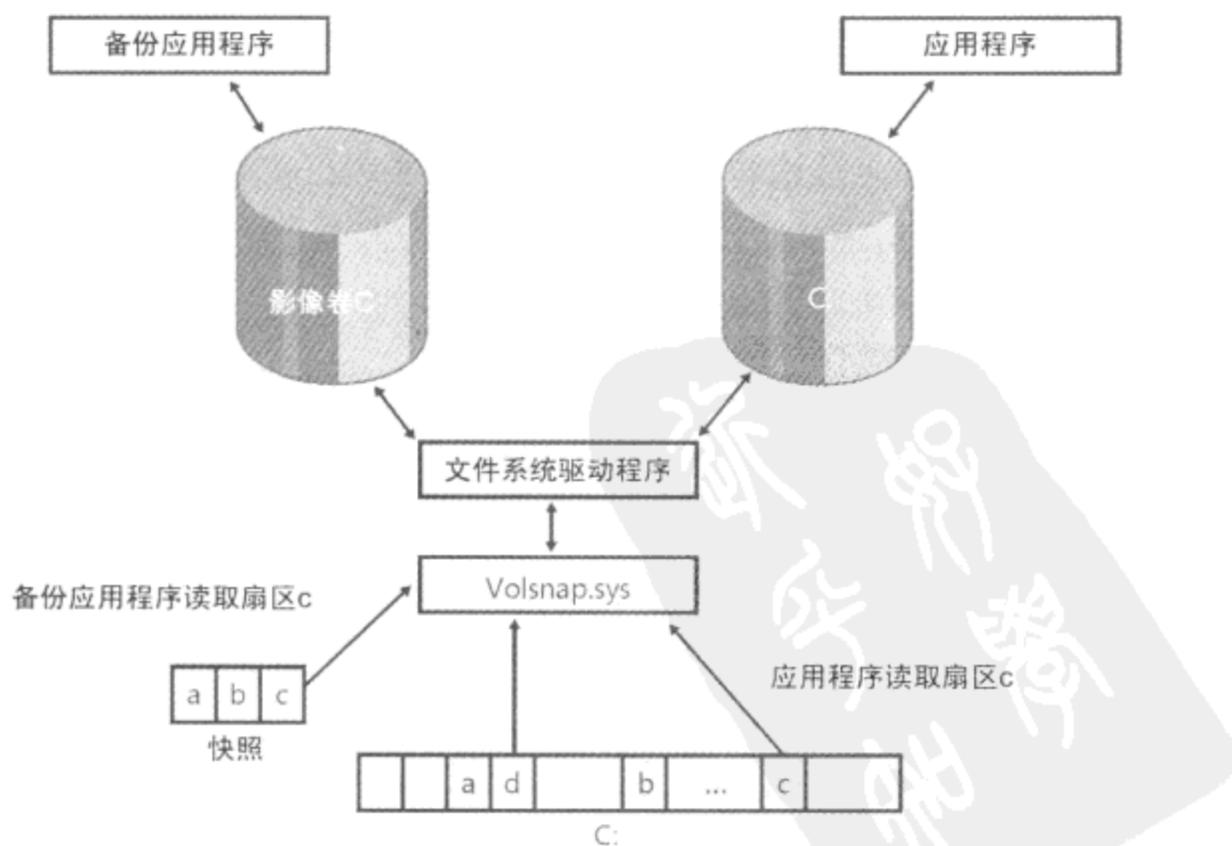 备份应用程序
应用程序
影像卷C
C
文件系统驱动程序
Volsnap.sys
备份应用程序读取扇区c
应用程序读取扇区c
a b c
快照
a d b ... c
C: